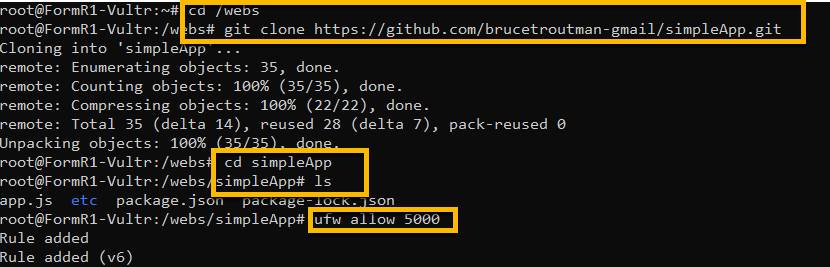 root@FormR1-Vultr:~# cd /webs
root@FormR1-Vultr:/webs# git clone https://github.com/brucetroutman-gmail/simpleApp.git
Cloning into 'simpleApp'...
remote: Enumerating objects: 35, done.
remote: Counting objects: 100% (35/35), done.
remote: Compressing objects: 100% (22/22), done.
remote: Total 35 (delta 14), reused 28 (delta 7), pack-reused 0
Unpacking objects: 100% (35/35), done.
root@FormR1-Vultr:/webs# cd simpleApp
root@FormR1-Vultr:/webs/simpleApp# ls
app.js  etc  package.json  package-lock.json
root@FormR1-Vultr:/webs/simpleApp# ufw allow 5000
Rule added
Rule added (v6)